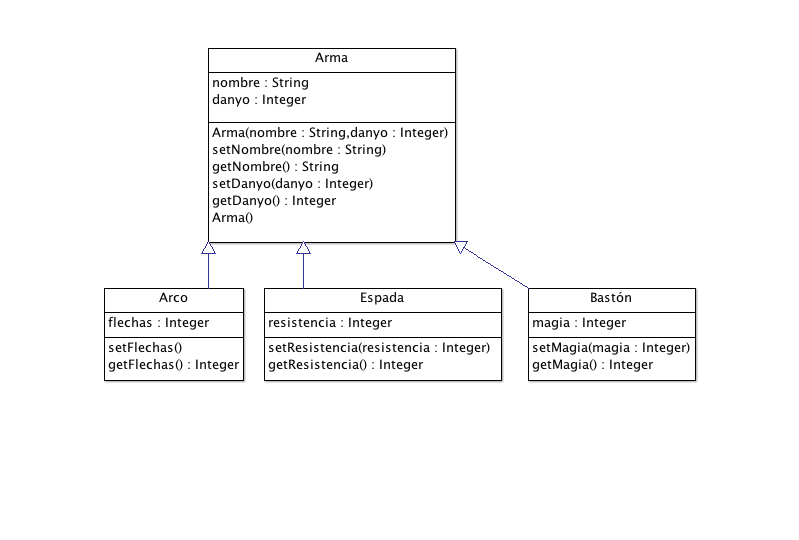 Arma
nombre : String
danyo : Integer
Arma(nombre : String,danyo : Integer)
setNombre(nombre : String)
getNombre() : String
setDanyo(danyo : Integer)
getDanyo() : Integer
Arma()
Arco
flechas : Integer
setFlechas()
getFlechas() : Integer
Espada
resistencia : Integer
setResistencia(resistencia : Integer)
getResistencia() : Integer
Bastón
magia : Integer
setMagia(magia : Integer)
getMagia() : Integer